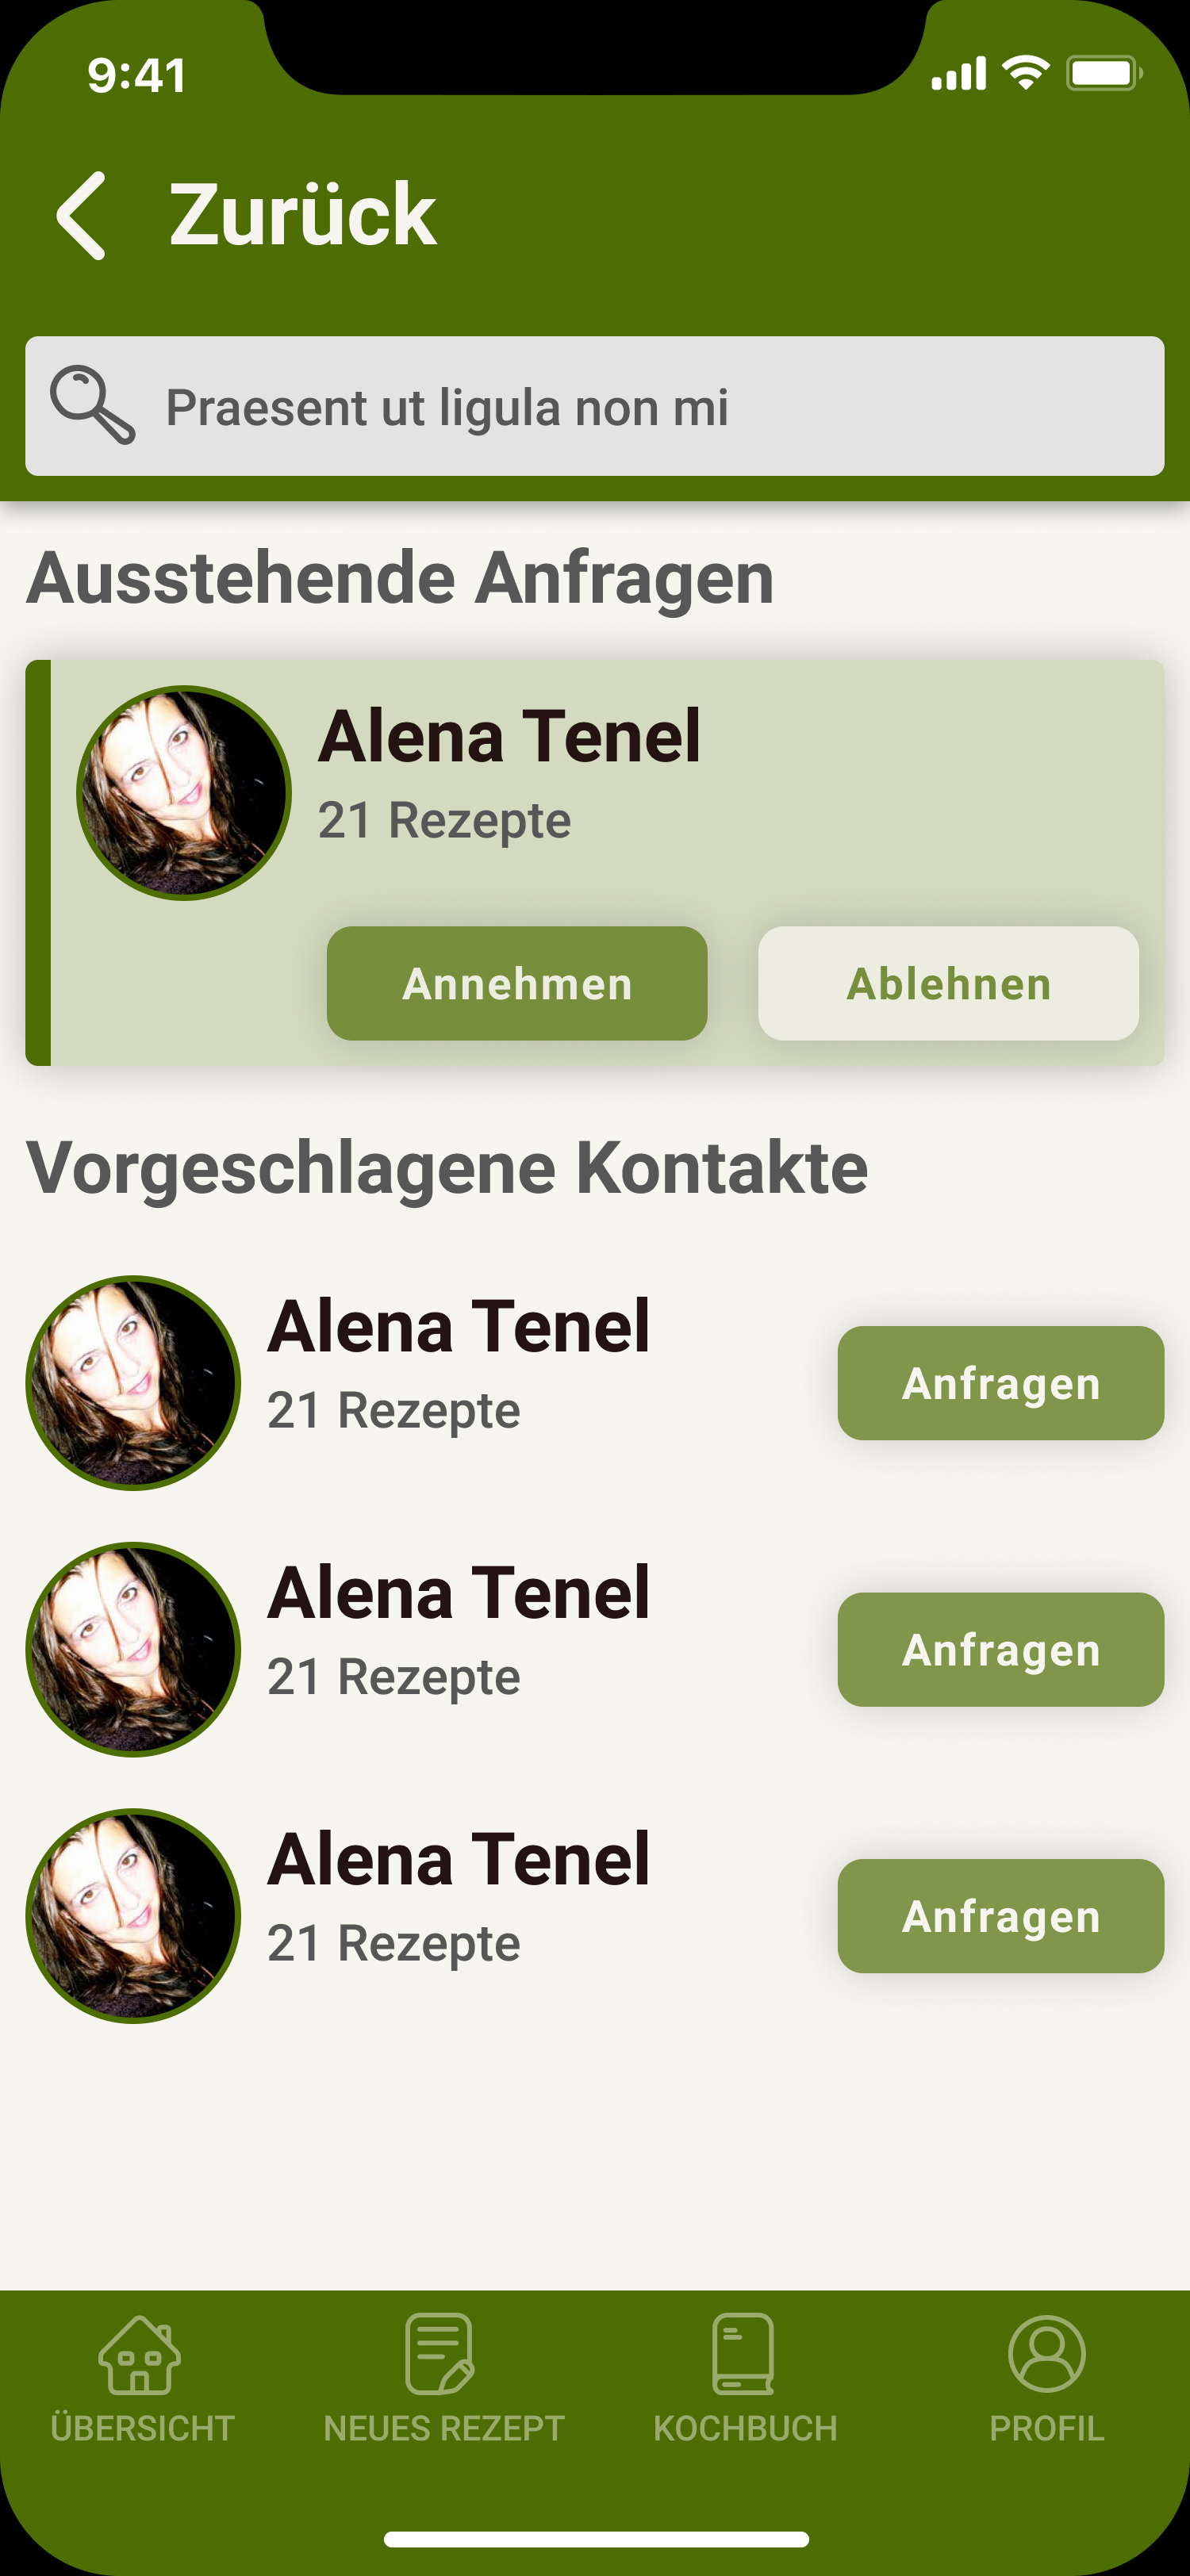 9:41
Zurück
Praesent ut ligula non mi
Ausstehende Anfragen
Alena Tenel
21 Rezepte
Annehmen
Ablehnen
Vorgeschlagene Kontakte
Alena Tenel
21 Rezepte
Anfragen
Alena Tenel
21 Rezepte
Anfragen
Alena Tenel
21 Rezepte
Anfragen
ÜBERSICHT
NEUES REZEPT
KOCHBUCH
PROFIL